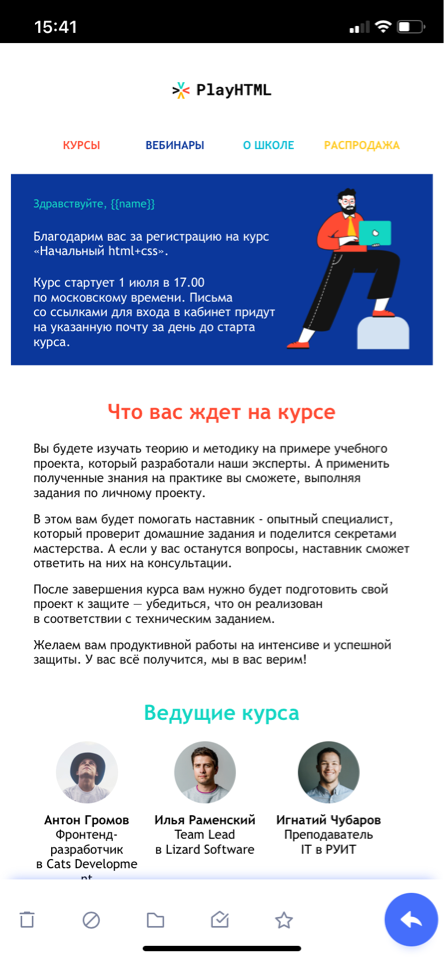 15:41
PlayHTML
КУРСЫ ВЕБИНАРЫ О ШКОЛЕ РАСПРОДАЖА
Здравствуйте, {{name}}
Благодарим вас за регистрацию на курс
«Начальный html+css».
Курс стартует 1 июля в 17.00
по московскому времени. Письма
со ссылками для входа в кабинет придут
на указанную почту за день до старта
курса.
Что вас ждет на курсе
Вы будете изучать теорию и методику на примере учебного
проекта, который разработали наши эксперты. А применить
полученные знания на практике вы сможете, выполняя
задания по личному проекту.
В этом вам будет помогать наставник - опытный специалист,
который проверит домашние задания и поделится секретами
мастерства. А если у вас останутся вопросы, наставник сможет
ответить на них на консультации.
После завершения курса вам нужно будет подготовить свой
проект к защите — убедиться, что он реализован
в соответствии с техническим заданием.
Желаем вам продуктивной работы на интенсиве и успешной
защиты. У вас всё получится, мы в вас верим!
Ведущие курса
Антон Громов
Фронтенд-
разработчик
в Cats Developme
nt
Илья Раменский
Team Lead
в Lizard Software
Игнатий Чубаров
Преподаватель
IT в РУИТ